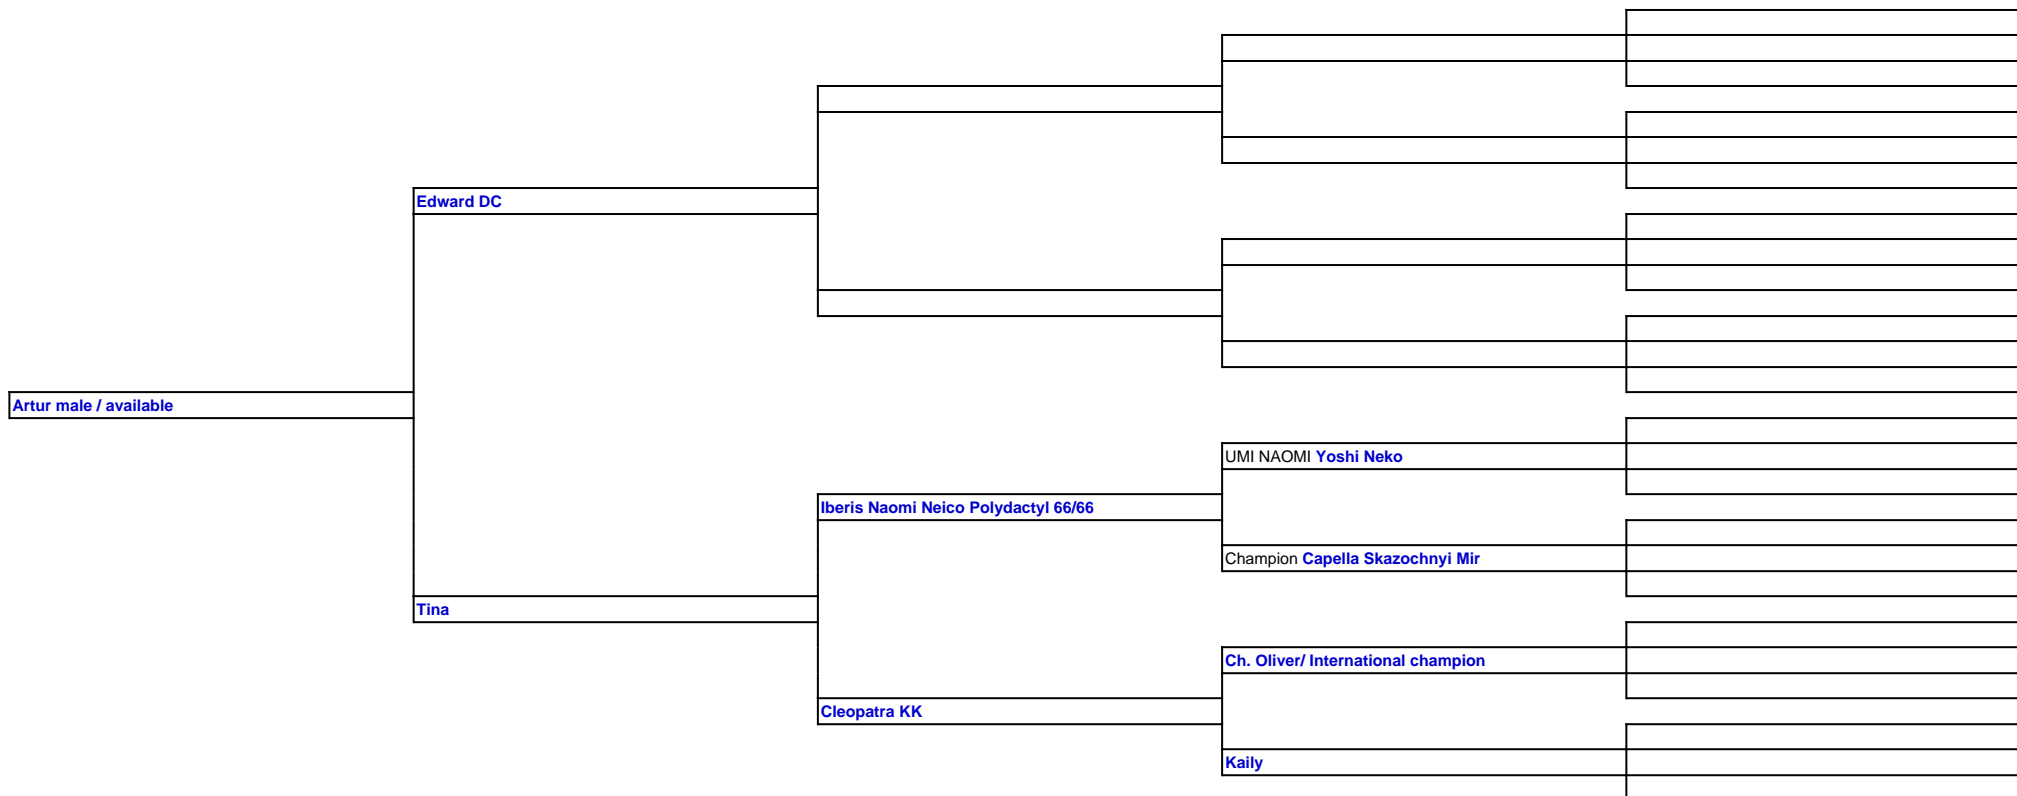 Edward DC
Artur male / available
UMI NAOMI Yoshi Neko
Iberis Naomi Neico Polydactyl 66/66
Champion Capella Skazochnyi Mir
Tina
Ch. Oliver/ International champion
Cleopatra KK
Kaily